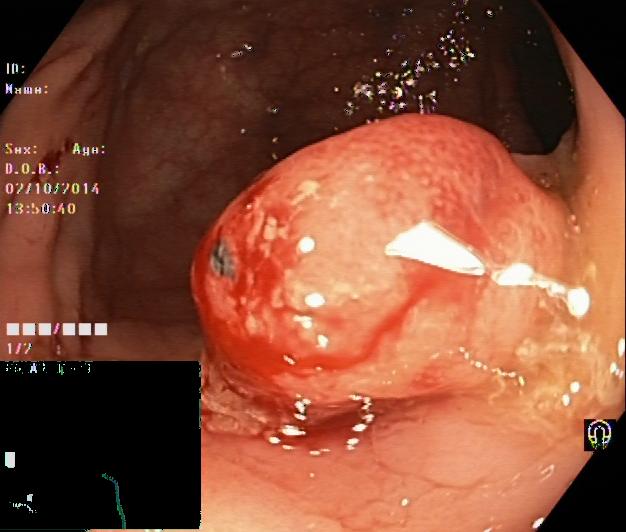 ID:
Name:
Sex: Age:
D.O.B.:
02/10/2014
13:50:40
■■■/■■■
1/2 :